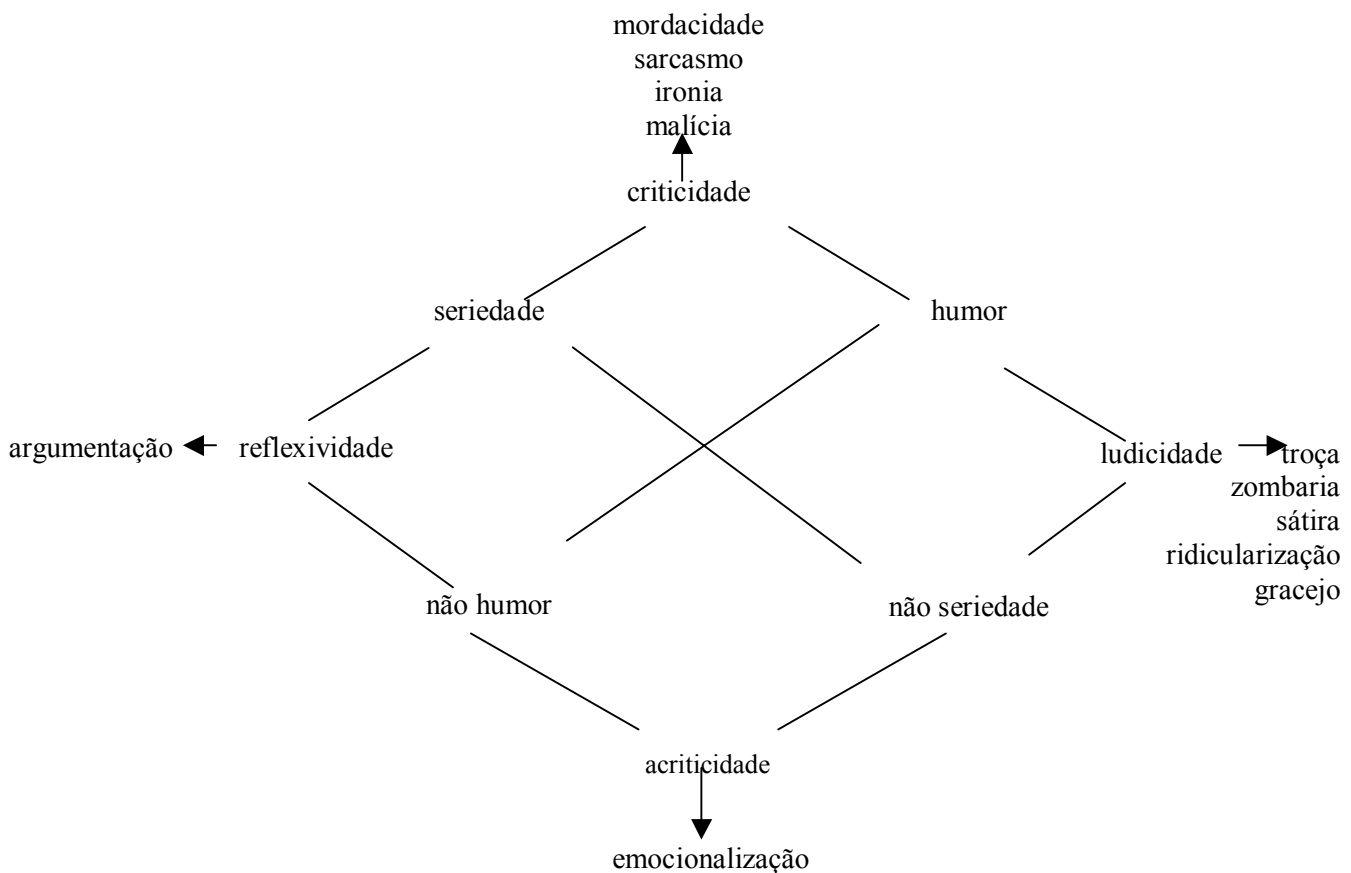 mordacidade
sarcasmo
ironia
malícia
criticidade
seriedade
humor
argumentação
reflexividade
ludicidade
troça
zombaria
sátira
ridicularização
gracejo
não humor
não seriedade
acriticidade
emocionalização